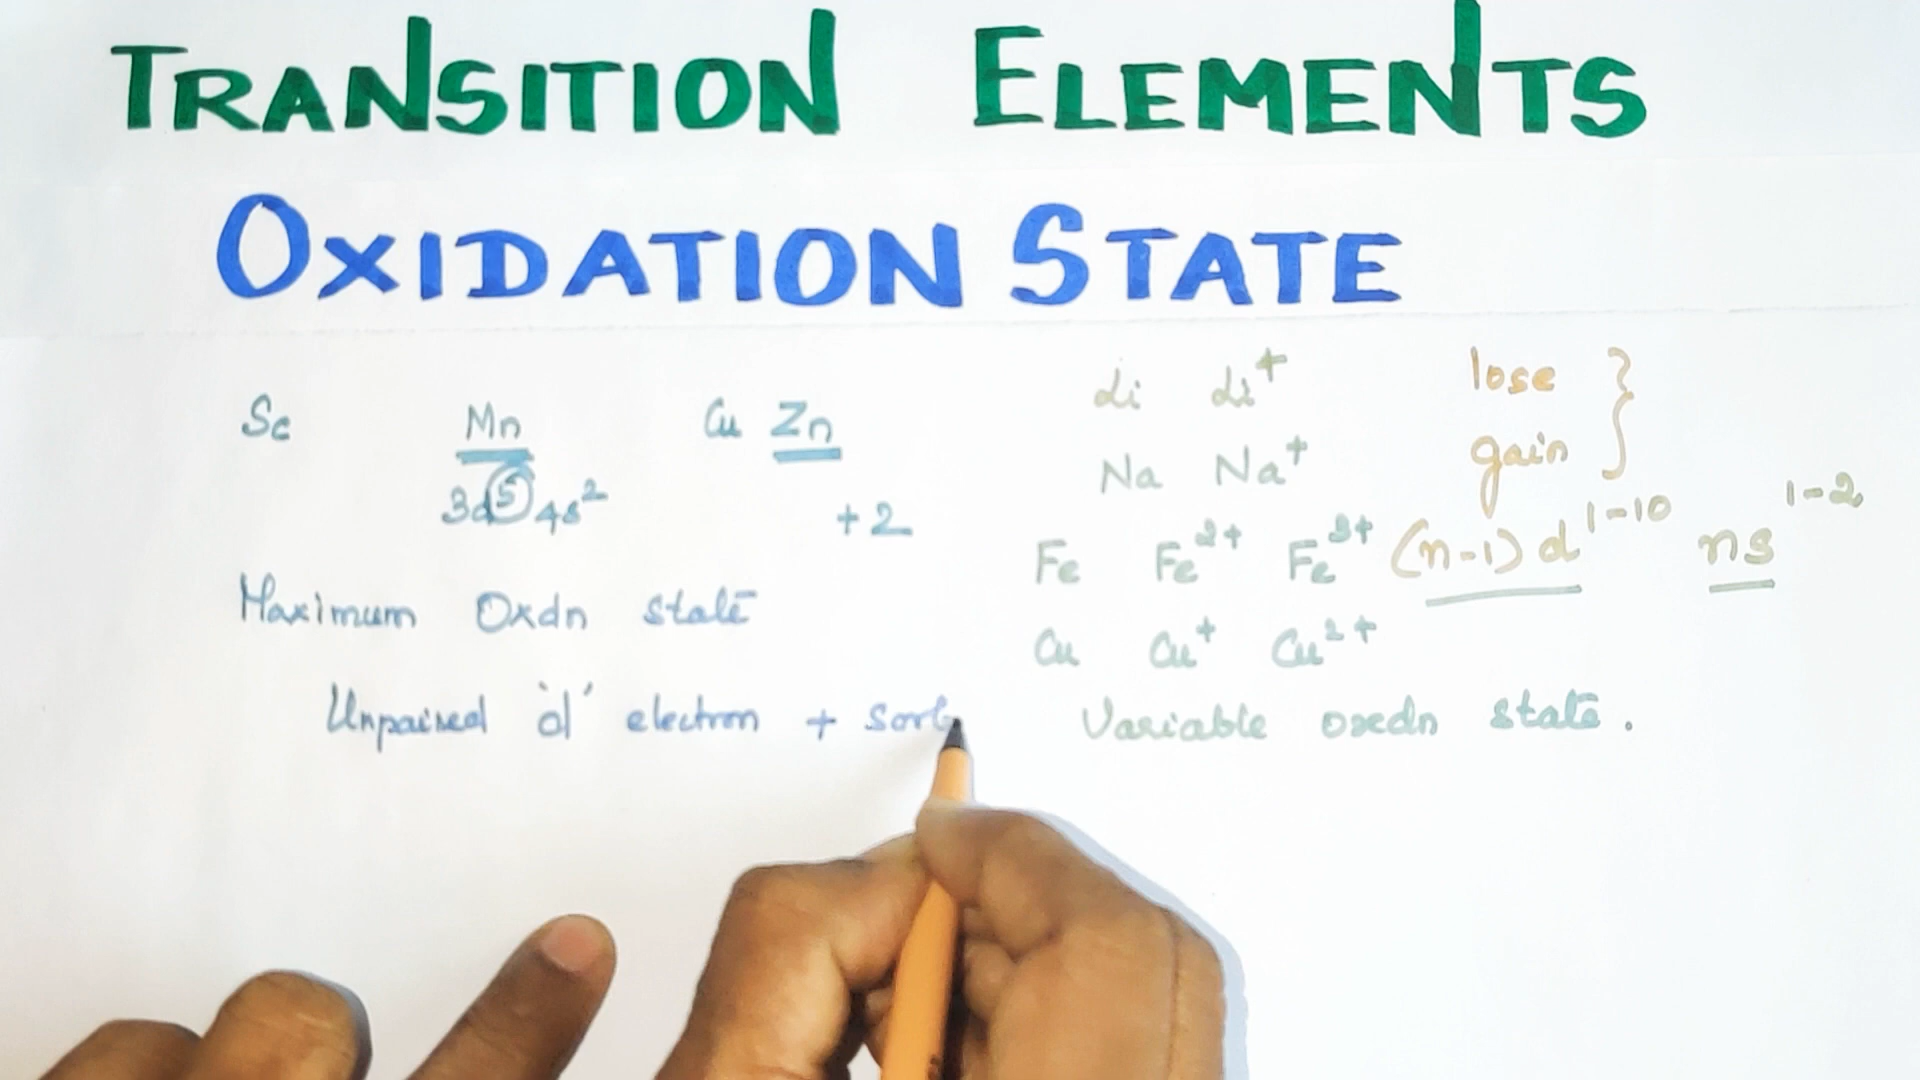 TRANSITION ELEMENTS
OXIDATION STATE
Sc Mn Cu Zn
3d⁵ 4s²
+2
Maximum Oxdn state
Unpaired 'd' electron + sorb
Li Li⁺
Na Na⁺
Fe Fe²⁺ Fe³⁺
Cu Cu⁺ Cu²⁺
Variable oxdn state.
lose
gain
(n-1)d¹⁻¹⁰ ns¹⁻²